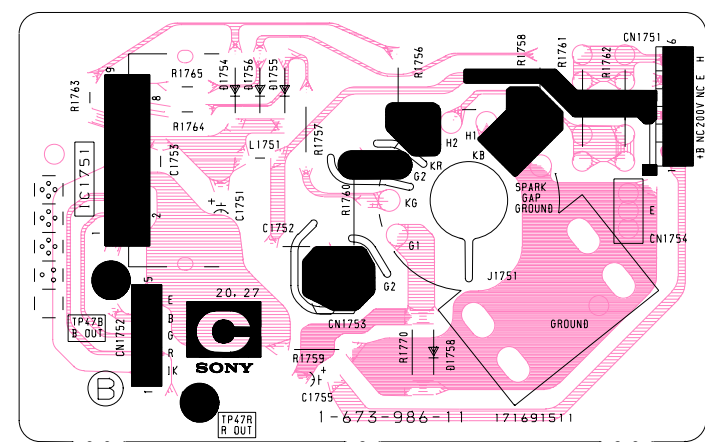 CN1751
6
R1758
R1761
R1762
R1756
+B NC 200V NC E H
1
9
R1765
D1754
D1756
D1755
8
R1763
R1764
R1757
L1751
H2
H1
KR
KB
G2
C1753
IC1751
R1760
KG
SPARK
GAP
GROUND
E
C1751
+
2
1
C1752
G1
CN1754
G2
J1751
5
20, 27
E
B
G
R
IK
TP47B
B OUT
CN1752
C
CN1753
GROUND
SONY
R1759
R1770
D1758
B
1
C1755
+
TP47R
R OUT
1-673-986-11
171691511